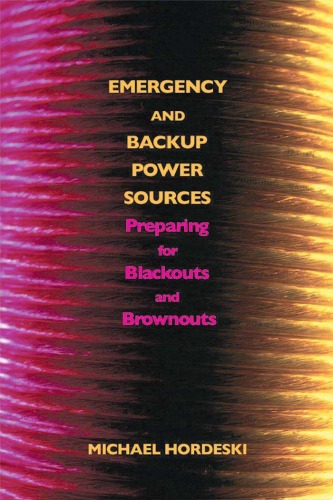 EMERGENCY
AND
BACKUP
POWER
SOURCES
Preparing
for
Blackouts
and
Brownouts
MICHAEL HORDESKI